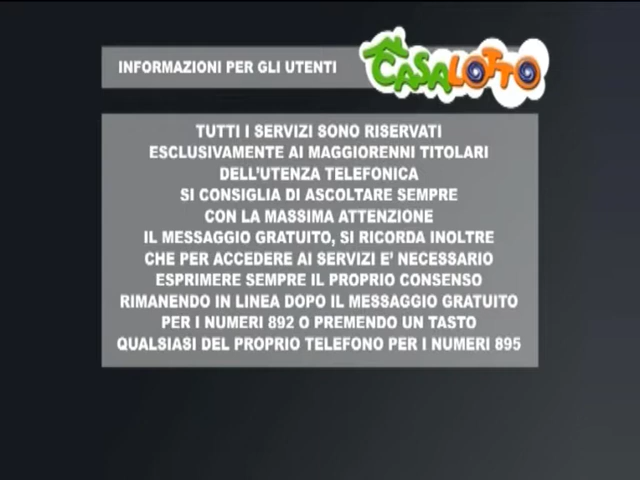 INFORMAZIONI PER GLI UTENTI
CASALOTTO
TUTTI I SERVIZI SONO RISERVATI
ESCLUSIVAMENTE AI MAGGIORENNI TITOLARI
DELL'UTENZA TELEFONICA
SI CONSIGLIA DI ASCOLTARE SEMPRE
CON LA MASSIMA ATTENZIONE
IL MESSAGGIO GRATUITO, SI RICORDA INOLTRE
CHE PER ACCEDERE AI SERVIZI E' NECESSARIO
ESPRIMERE SEMPRE IL PROPRIO CONSENSO
RIMANENDO IN LINEA DOPO IL MESSAGGIO GRATUITO
PER I NUMERI 892 O PREMENDO UN TASTO
QUALSIASI DEL PROPRIO TELEFONO PER I NUMERI 895